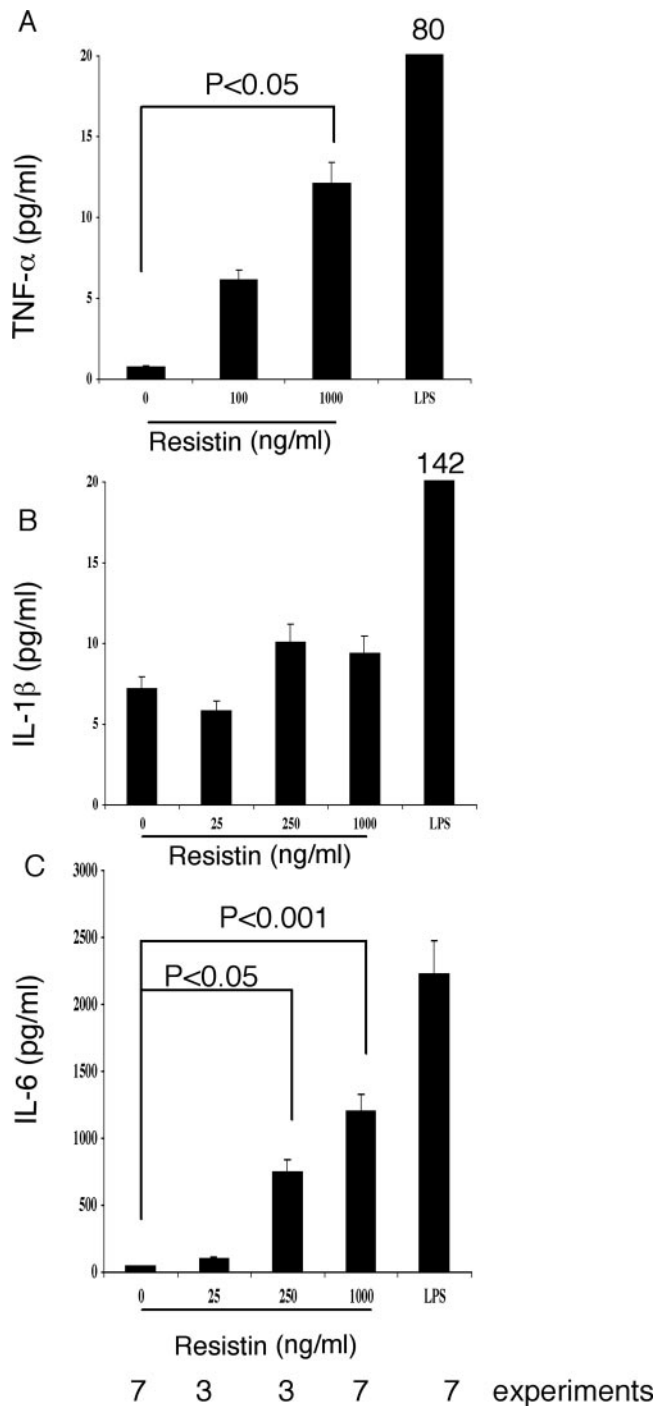 A
80
20
P<0.05
15
10
5
0
TNF-α (pg/ml)
0 100 1000 LPS
Resistin (ng/ml)
142
B
20
15
10
5
0
IL-1β (pg/ml)
0 25 250 1000 LPS
Resistin (ng/ml)
C
3000
P<0.001
2500
P<0.05
2000
1500
1000
500
0
IL-6 (pg/ml)
0 25 250 1000 LPS
Resistin (ng/ml)
7 3 3 7 7 experiments